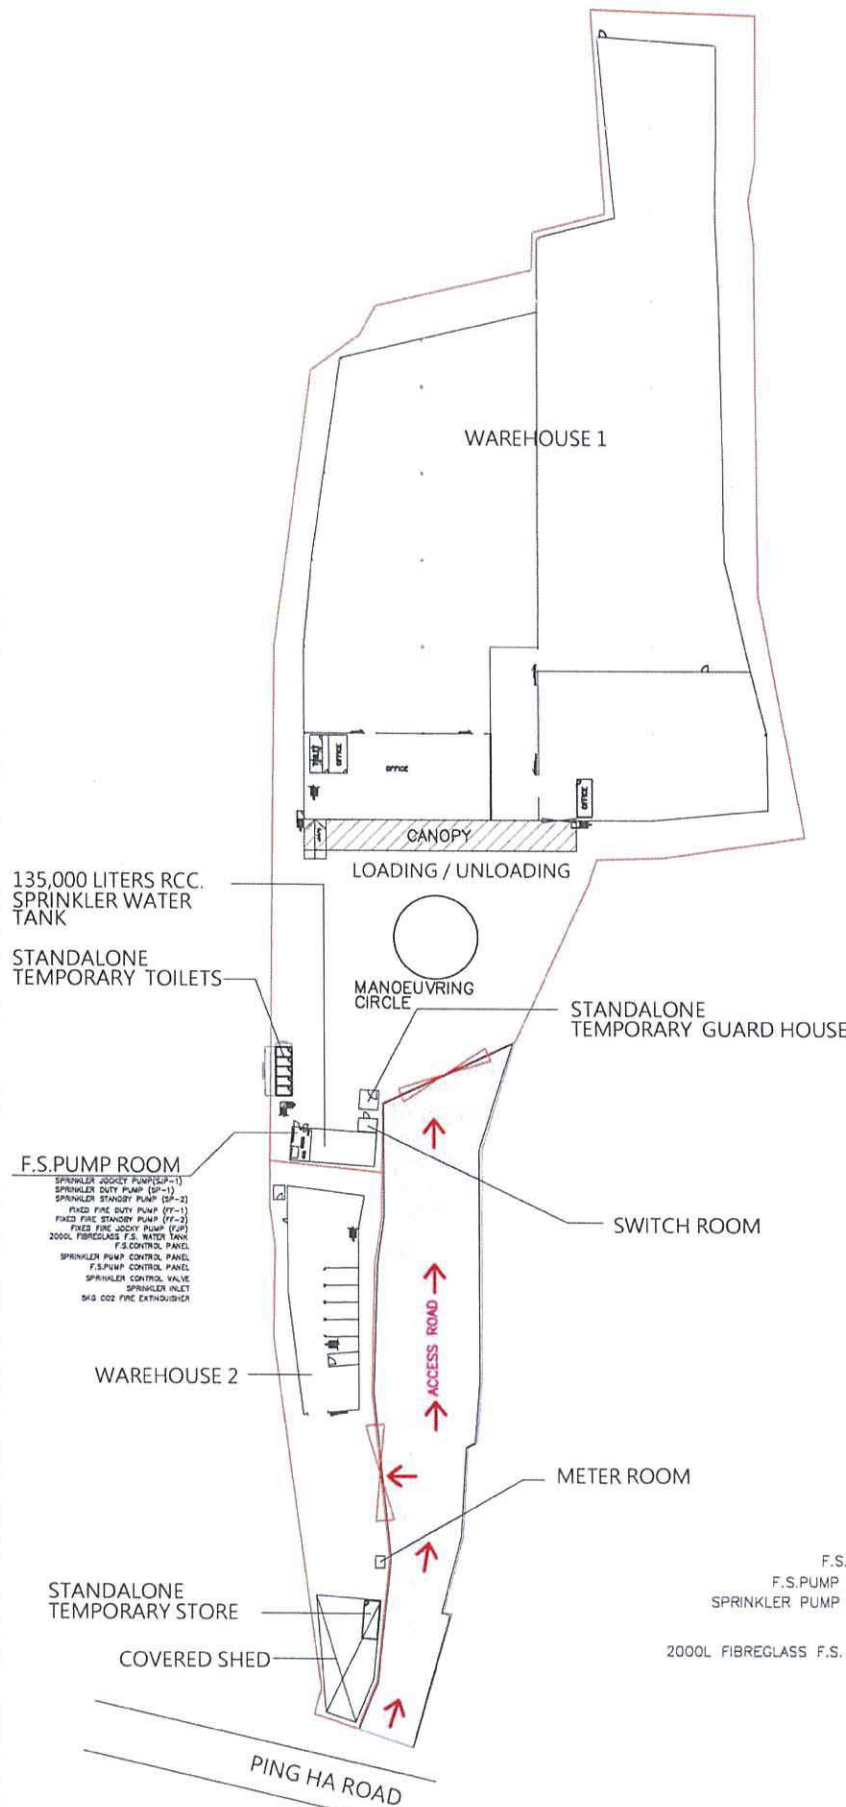 WAREHOUSE 1
TOILET
OFFICE
OFFICE
OFFICE
CANOPY
LOADING / UNLOADING
135,000 LITERS RCC.
SPRINKLER WATER
TANK
STANDALONE
TEMPORARY TOILETS
MANOEUVRING
CIRCLE
STANDALONE
TEMPORARY GUARD HOUSE
F.S.PUMP ROOM
SPRINKLER JOCKEY PUMP(SJP-1)
SPRINKLER DUTY PUMP (SP-1)
SPRINKLER STANDBY PUMP (SP-2)
FIXED FIRE DUTY PUMP (FF-1)
FIXED FIRE STANDBY PUMP (FF-2)
FIXED FIRE JOCKY PUMP (FJP)
2000L FIBREGLASS F.S. WATER TANK
F.S.CONTROL PANEL
SPRINKLER PUMP CONTROL PANEL
F.S.PUMP CONTROL PANEL
SPRINKLER CONTROL VALVE
SPRINKLER INLET
5KG CO2 FIRE EXTINGUISHER
SWITCH ROOM
ACCESS ROAD
WAREHOUSE 2
METER ROOM
F.S.
F.S.PUMP
SPRINKLER PUMP
STANDALONE
TEMPORARY STORE
2000L FIBREGLASS F.S.
COVERED SHED
PING HA ROAD